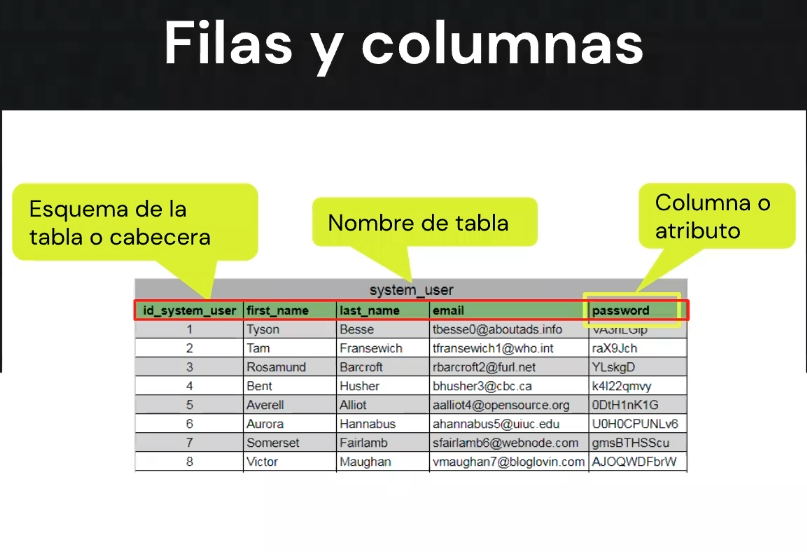 Filas y columnas
Esquema de la
tabla o cabecera
Nombre de tabla
Columna o
atributo
system_user
id_system_user first_name last_name email password
1 Tyson Besse tbesse0@aboutads.info
2 Tam Fransewich tfransewich1@who.int raX9Jch
3 Rosamund Barcroft rbarcroft2@furl.net YLskgD
4 Bent Husher bhusher3@cbc.ca k4l22qmvy
5 Averell Alliot aalliot4@opensource.org 0DtH1nK1G
6 Aurora Hannabus ahannabus5@uiuc.edu U0H0CPUNLv6
7 Somerset Fairlamb sfairlamb6@webnode.com gmsBTHSScu
8 Victor Maughan vmaughan7@bloglovin.com AJOQWDFbrW